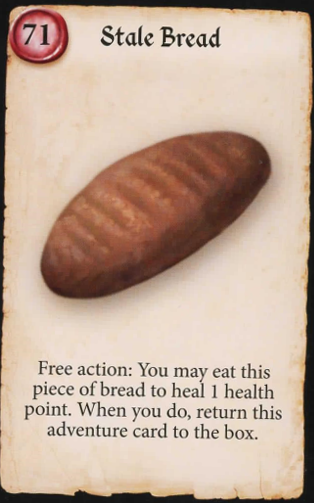 71
Stale Bread
Free action: You may eat this
piece of bread to heal 1 health
point. When you do, return this
adventure card to the box.